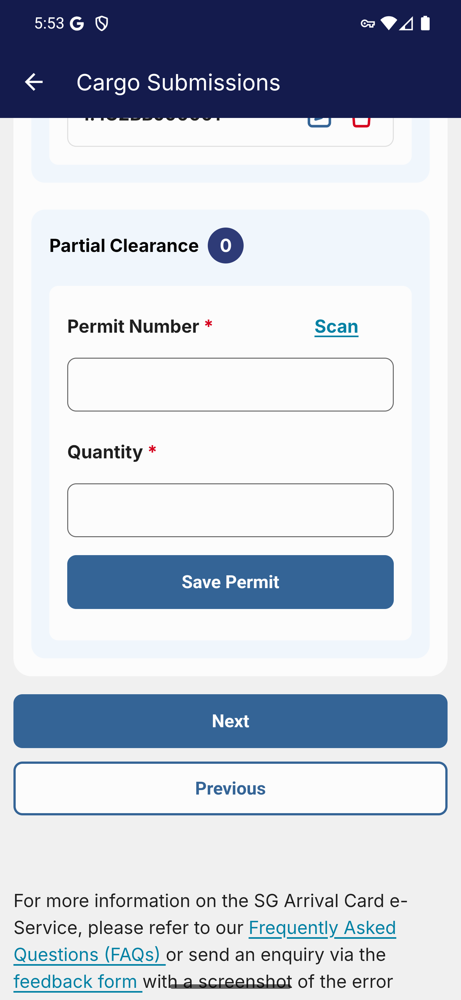 5:53
Cargo Submissions
Partial Clearance 0
Permit Number * Scan
Quantity *
Save Permit
Next
Previous
For more information on the SG Arrival Card e-
Service, please refer to our Frequently Asked
Questions (FAQs) or send an enquiry via the
feedback form with a screenshot of the error